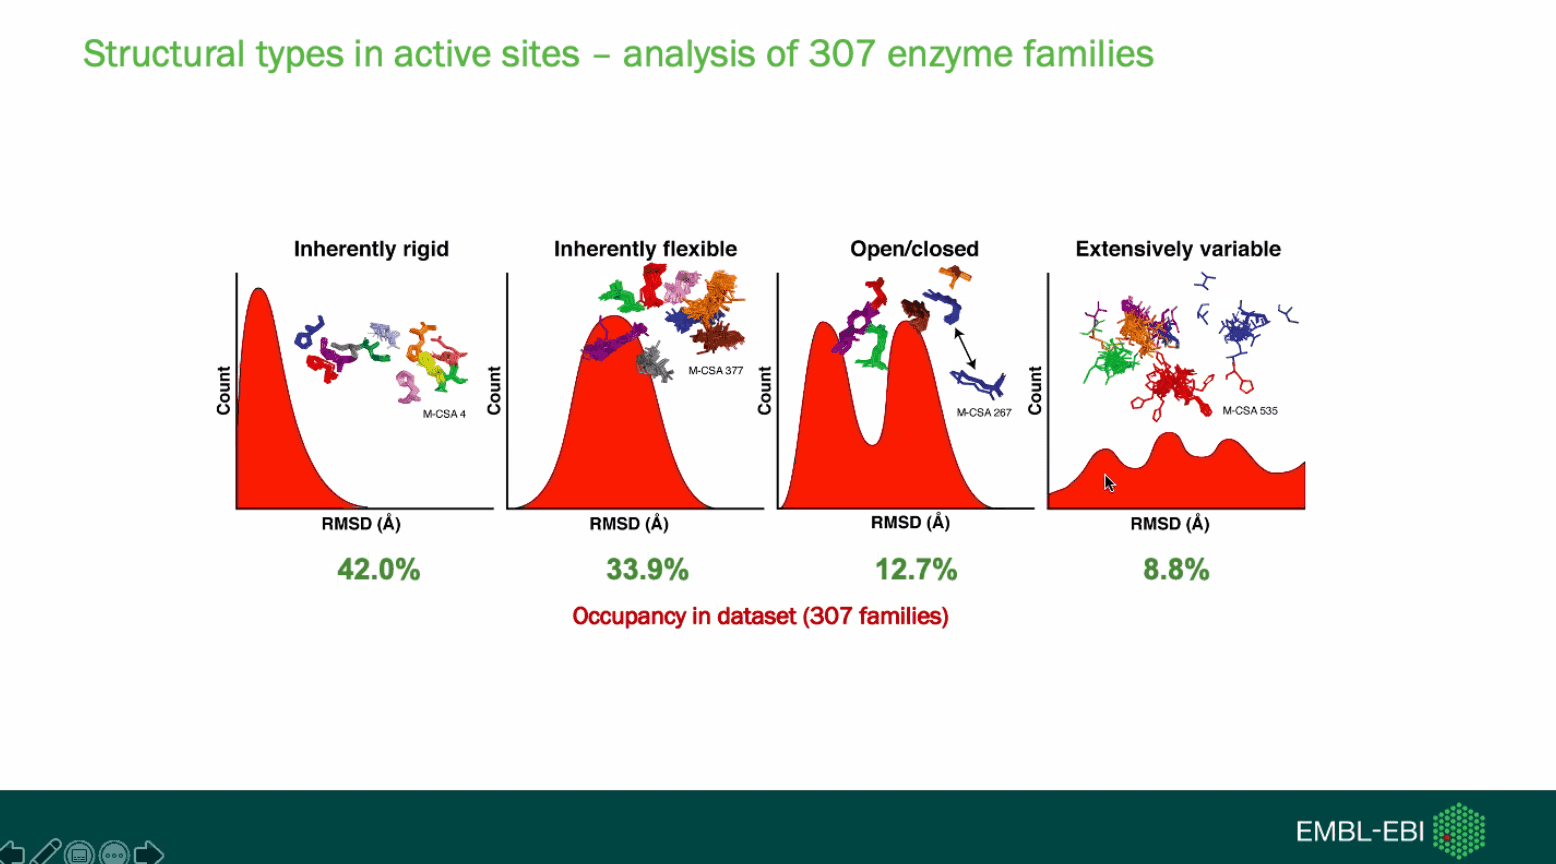 Structural types in active sites – analysis of 307 enzyme families
Inherently rigid
Inherently flexible
Open/closed
Extensively variable
Count
M-CSA 4
RMSD (Å)
Count
M-CSA 377
RMSD (Å)
Count
M-CSA 267
RMSD (Å)
Count
M-CSA 535
RMSD (Å)
42.0%
33.9%
12.7%
8.8%
Occupancy in dataset (307 families)
EMBL-EBI